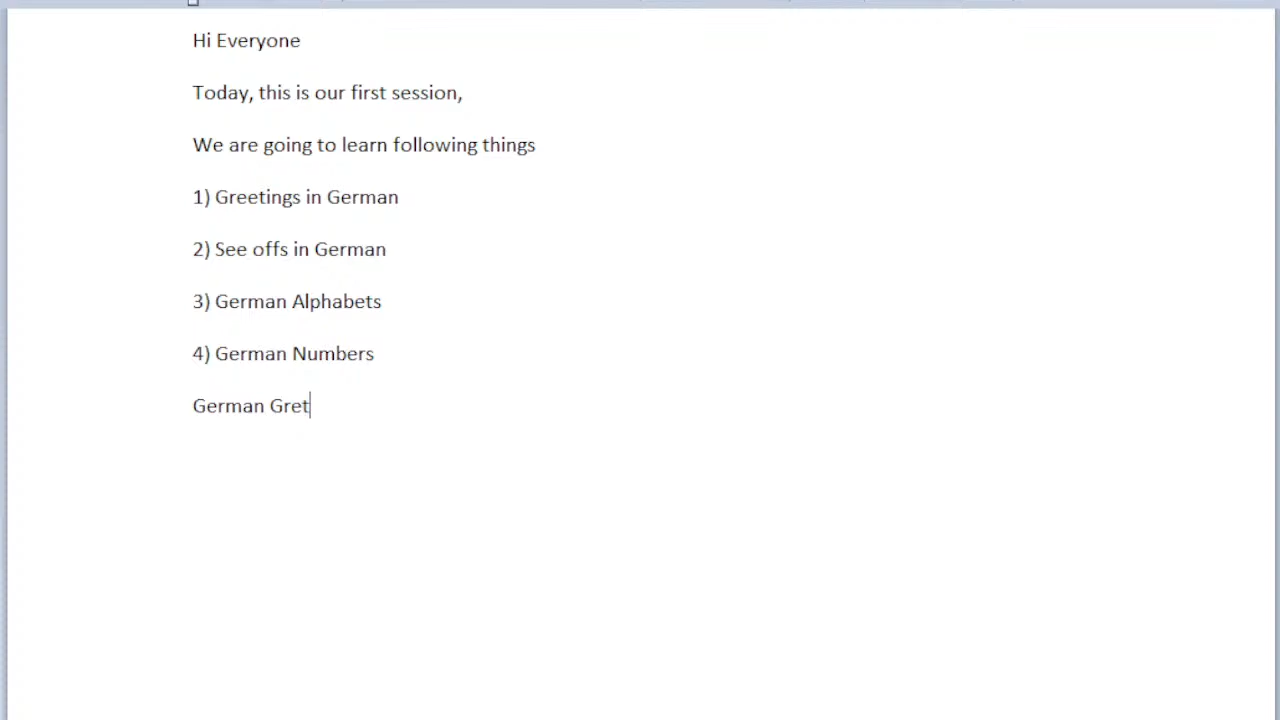 Hi Everyone
Today, this is our first session,
We are going to learn following things
1) Greetings in German
2) See offs in German
3) German Alphabets
4) German Numbers
German Gret